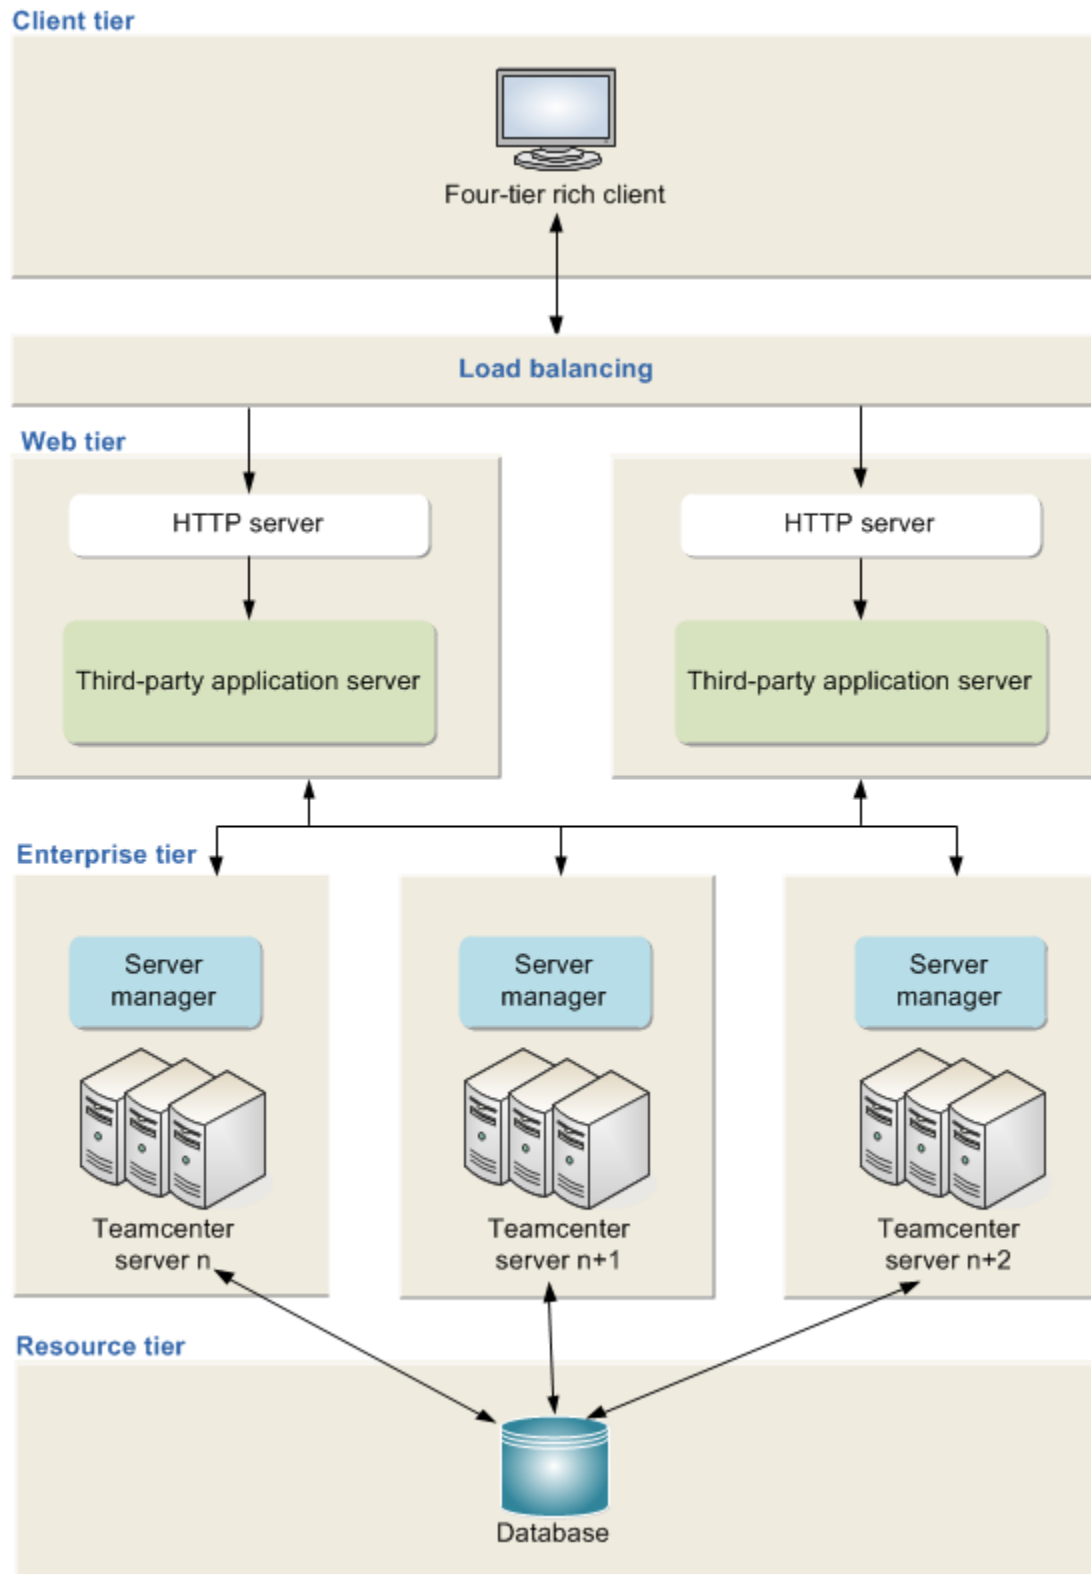 Client tier
Four-tier rich client
Load balancing
Web tier
HTTP server
HTTP server
Third-party application server
Third-party application server
Enterprise tier
Server
manager
Server
manager
Server
manager
Teamcenter
server n
Teamcenter
server n+1
Teamcenter
server n+2
Resource tier
Database